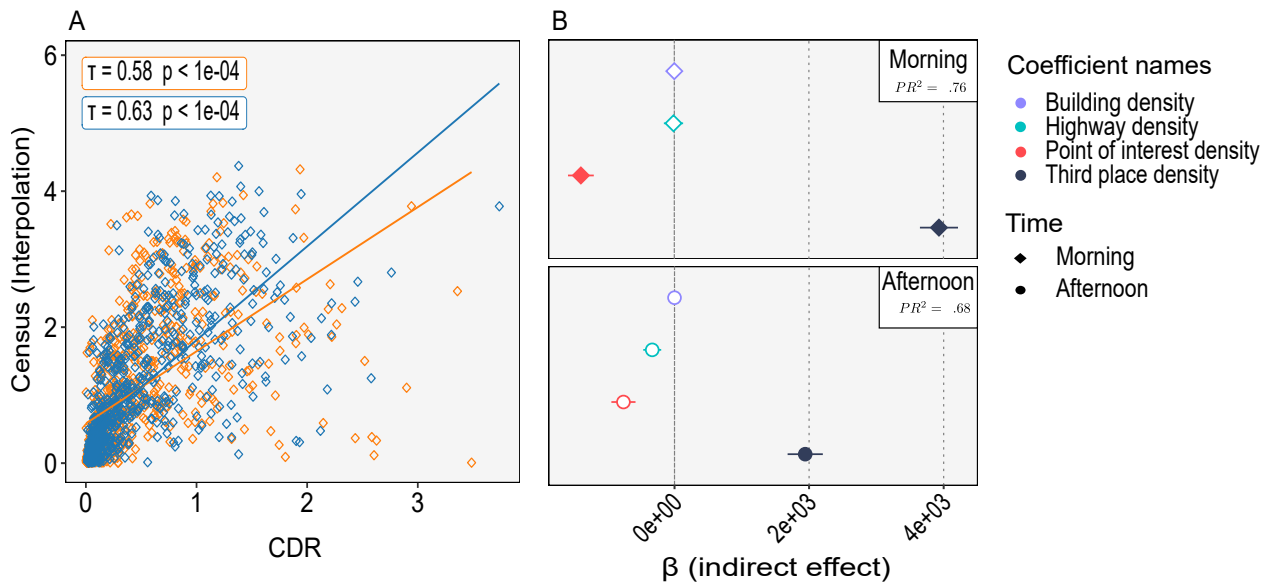 A
τ = 0.58 p < 1e-04
τ = 0.63 p < 1e-04
6
4
2
0
Census (Interpolation)
0 1 2 3
CDR
B
Morning
PR² = .76
Afternoon
PR² = .68
0e+00 2e+03 4e+03
β (indirect effect)
Coefficient names
Building density
Highway density
Point of interest density
Third place density
Time
Morning
Afternoon